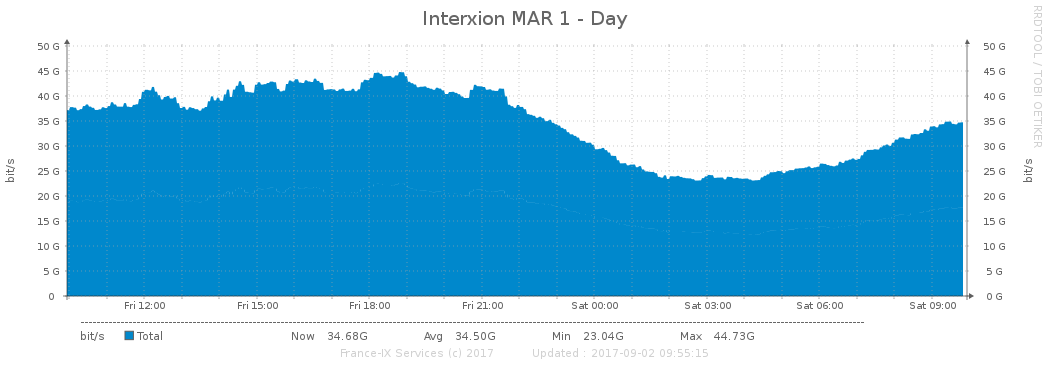 Interxion MAR 1 - Day
RRDTOOL / TOBI OETIKER
50 G 50 G
45 G 45 G
40 G 40 G
35 G 35 G
30 G 30 G
25 G 25 G
20 G 20 G
15 G 15 G
10 G 10 G
5 G 5 G
0 0 G
bit/s
bit/s
Fri 12:00 Fri 15:00 Fri 18:00 Fri 21:00 Sat 00:00 Sat 03:00 Sat 06:00 Sat 09:00
bit/s Total Now 34.68G Avg 34.50G Min 23.04G Max 44.73G
France-IX Services (c) 2017 Updated : 2017-09-02 09:55:15